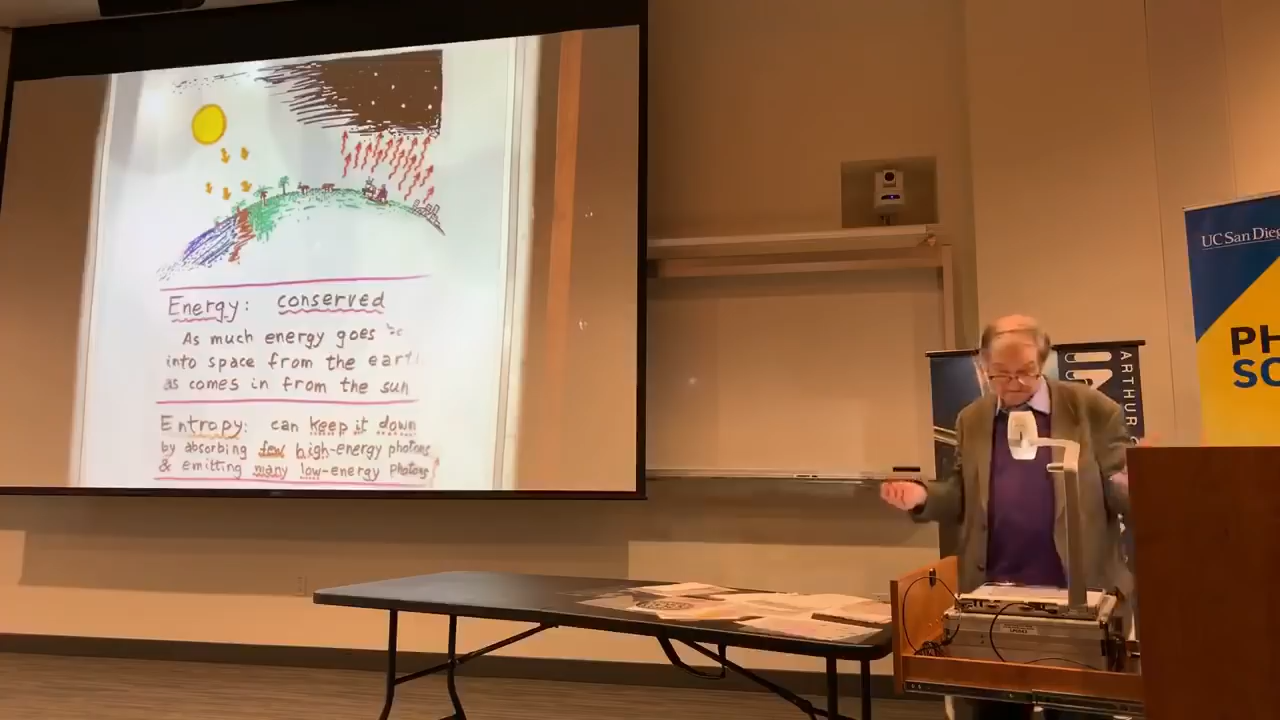 Energy: conserved
As much energy goes
into space from the eart
as comes in from the sun
Entropy: can keep it down
by absorbing few high-energy photons
& emitting many low-energy photons
UC San Dieg
PH
SC
ARTHUR C